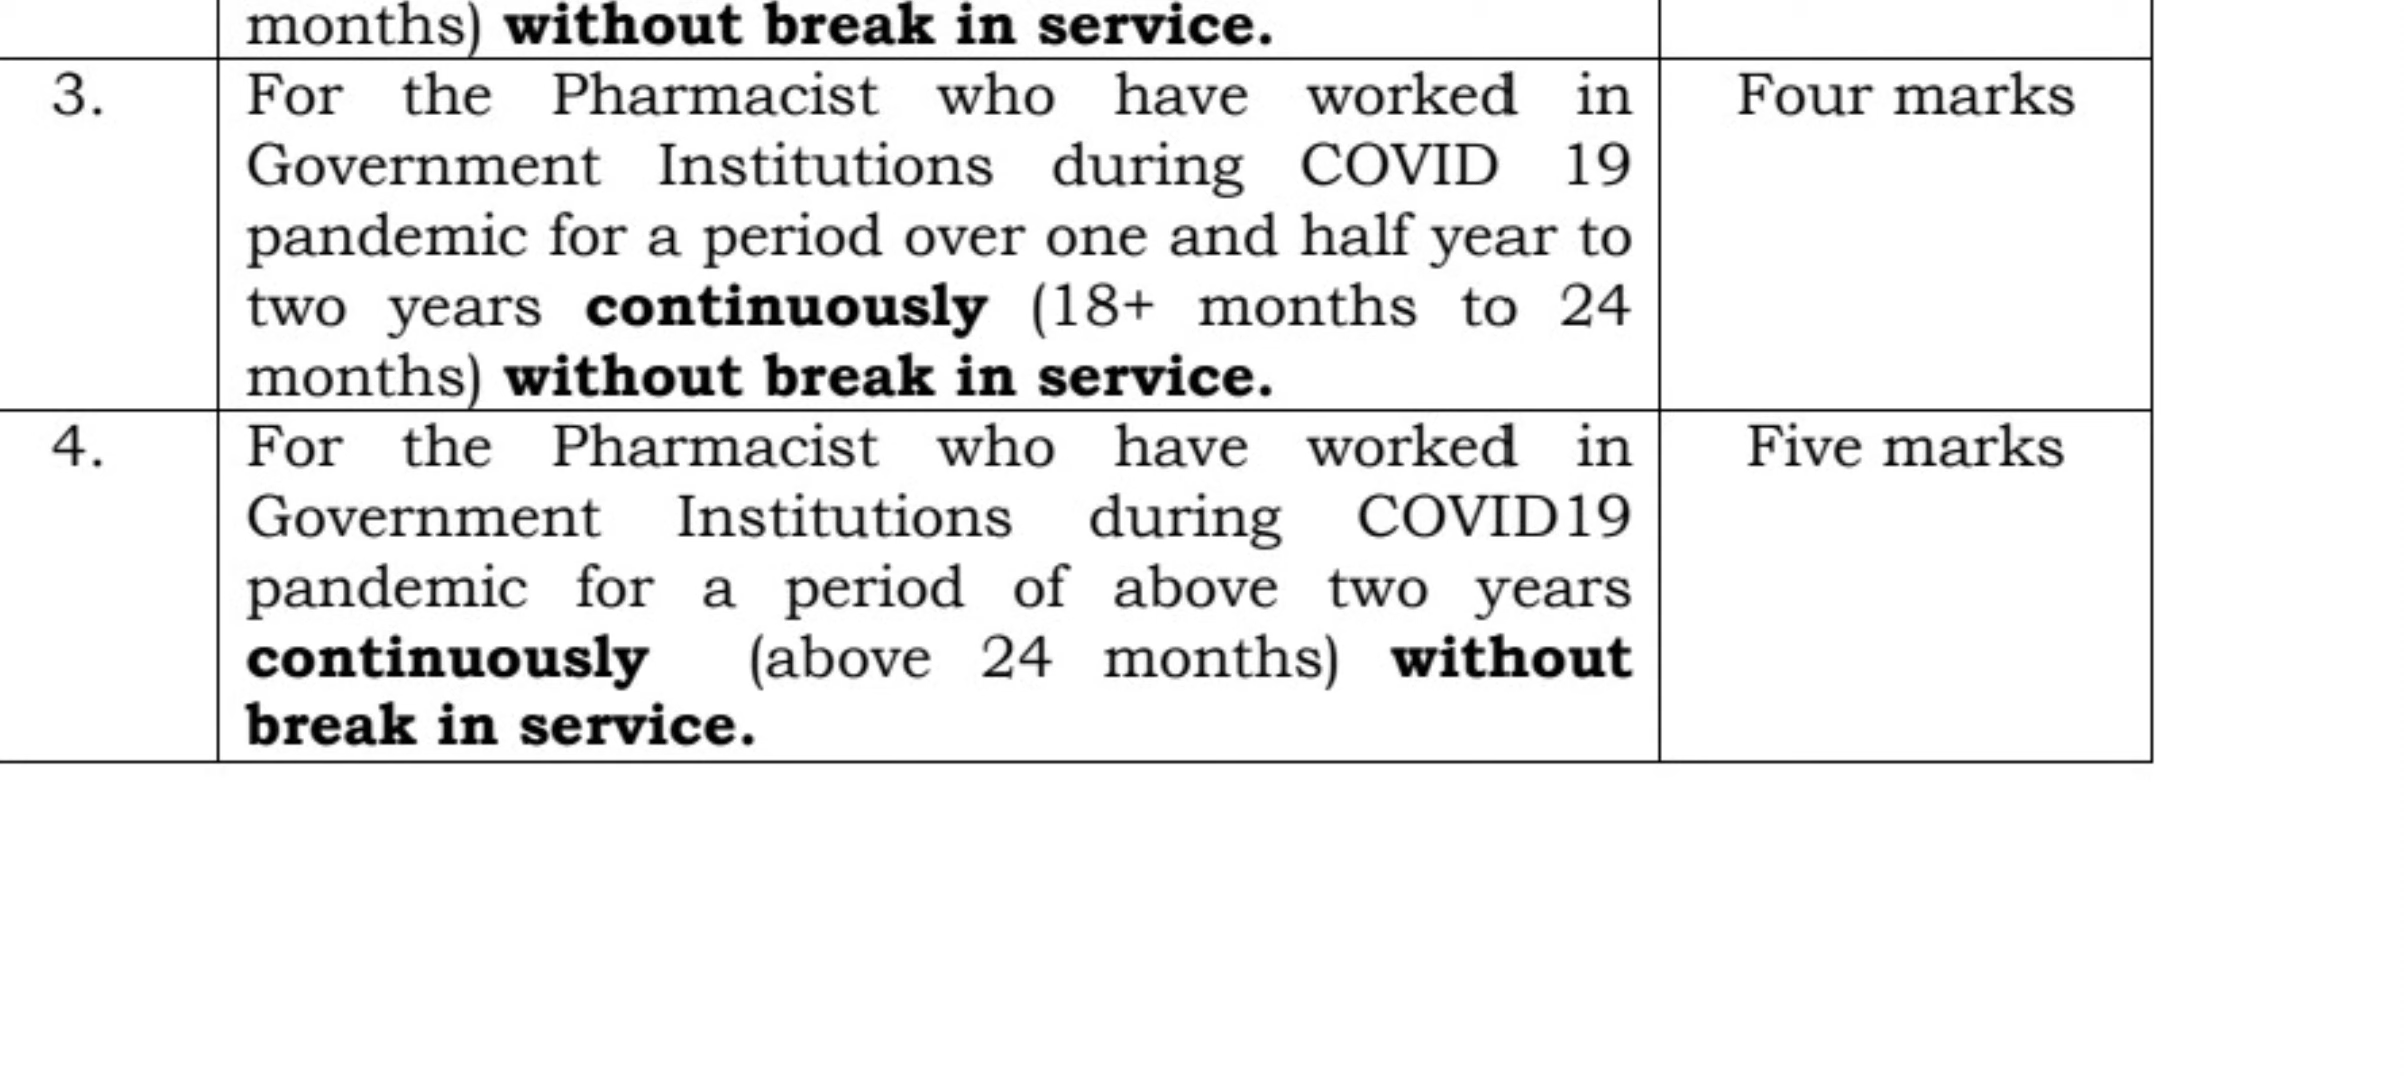 months) without break in service.
3. For the Pharmacist who have worked in Four marks
Government Institutions during COVID 19
pandemic for a period over one and half year to
two years continuously (18+ months to 24
months) without break in service.
4. For the Pharmacist who have worked in Five marks
Government Institutions during COVID19
pandemic for a period of above two years
continuously (above 24 months) without
break in service.